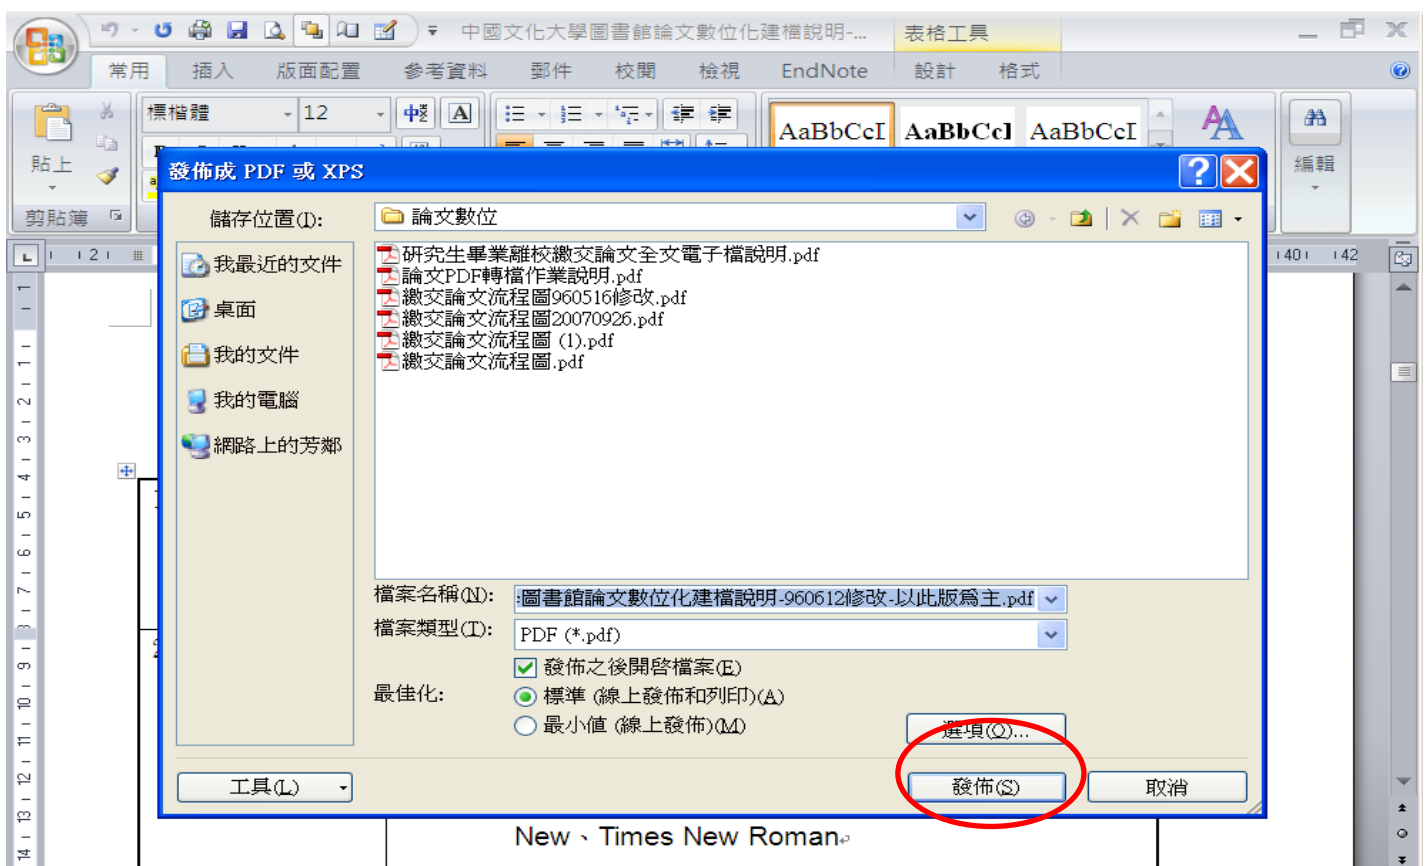 中國文化大學圖書館論文數位化建檔說明-...
表格工具
常用 插入 版面配置 參考資料 郵件 校閱 檢視 EndNote 設計 格式
標楷體 12
AaBbCcI AaBbCcI AaBbCcI
貼上
編輯
剪貼簿
發佈成 PDF 或 XPS
儲存位置(I): 論文數位
我最近的文件
桌面
我的文件
我的電腦
網路上的芳鄰
研究生畢業離校繳交論文全文電子檔說明.pdf
論文PDF轉檔作業說明.pdf
繳交論文流程圖960516修改.pdf
繳交論文流程圖20070926.pdf
繳交論文流程圖 (1).pdf
繳交論文流程圖.pdf
檔案名稱(N): 圖書館論文數位化建檔說明-960612修改-以此版爲主.pdf
檔案類型(T): PDF (*.pdf)
發佈之後開啓檔案(E)
最佳化: 標準 (線上發佈和列印)(A)
最小值 (線上發佈)(M)
選項(O)...
工具(L) 發佈(S) 取消
New、Times New Roman